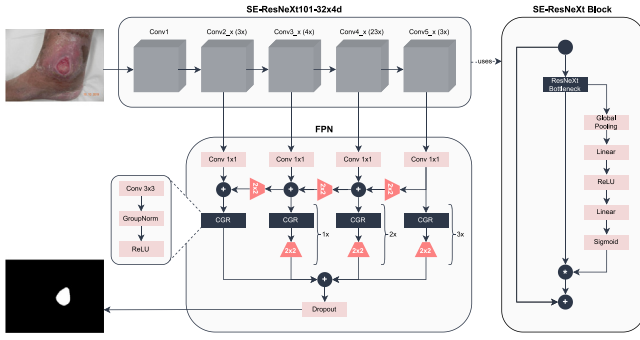 SE-ResNeXt101-32x4d
Conv1
Conv2_x (3x)
Conv3_x (4x)
Conv4_x (23x)
Conv5_x (3x)
uses
SE-ResNeXt Block
ResNeXt
Bottleneck
Global
Pooling
Linear
ReLU
Linear
Sigmoid
*
+
FPN
Conv 1x1
Conv 1x1
Conv 1x1
Conv 1x1
+
2x2
+
2x2
+
2x2
CGR
CGR
CGR
CGR
1x
2x
3x
2x2
2x2
2x2
+
Dropout
Conv 3x3
GroupNorm
ReLU